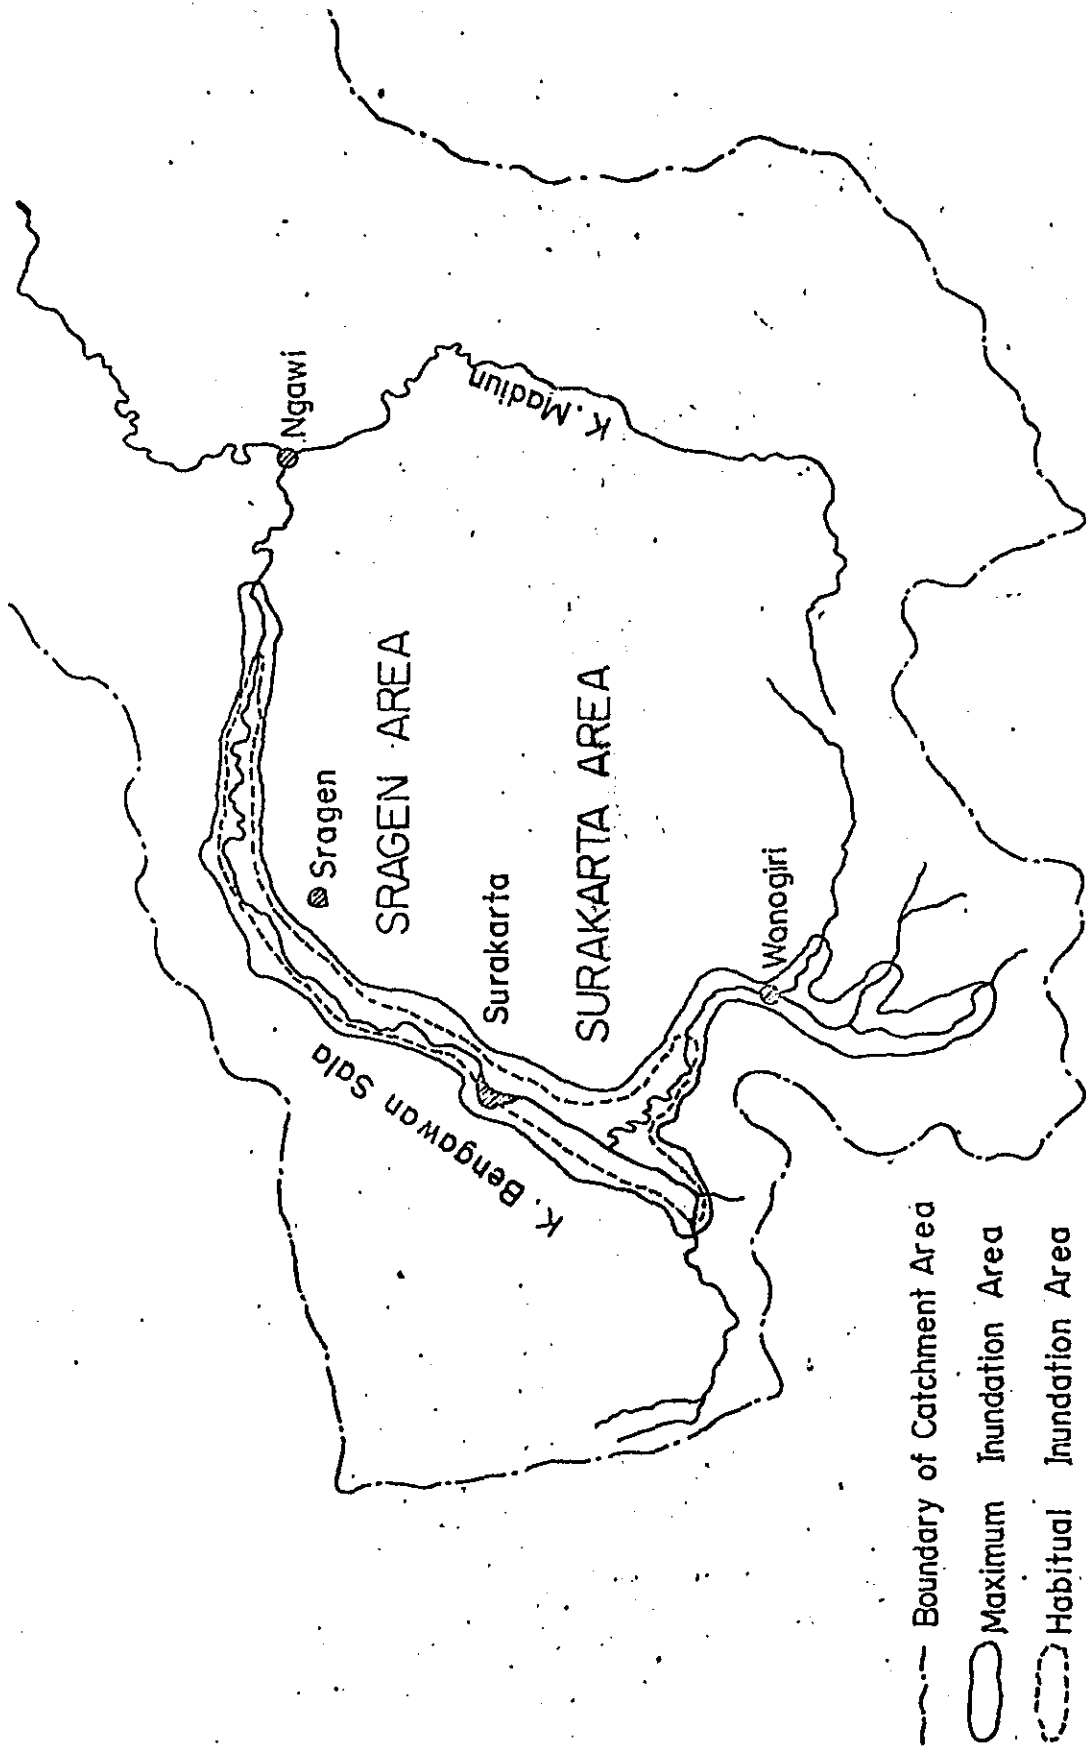 Ngawi
K. Madiun
Sragen
SRAGEN AREA
Surakarta
SURAKARTA AREA
Wonogiri
K. Bengawan Sala
Boundary of Catchment Area
Maximum Inundation Area
Habitual Inundation Area